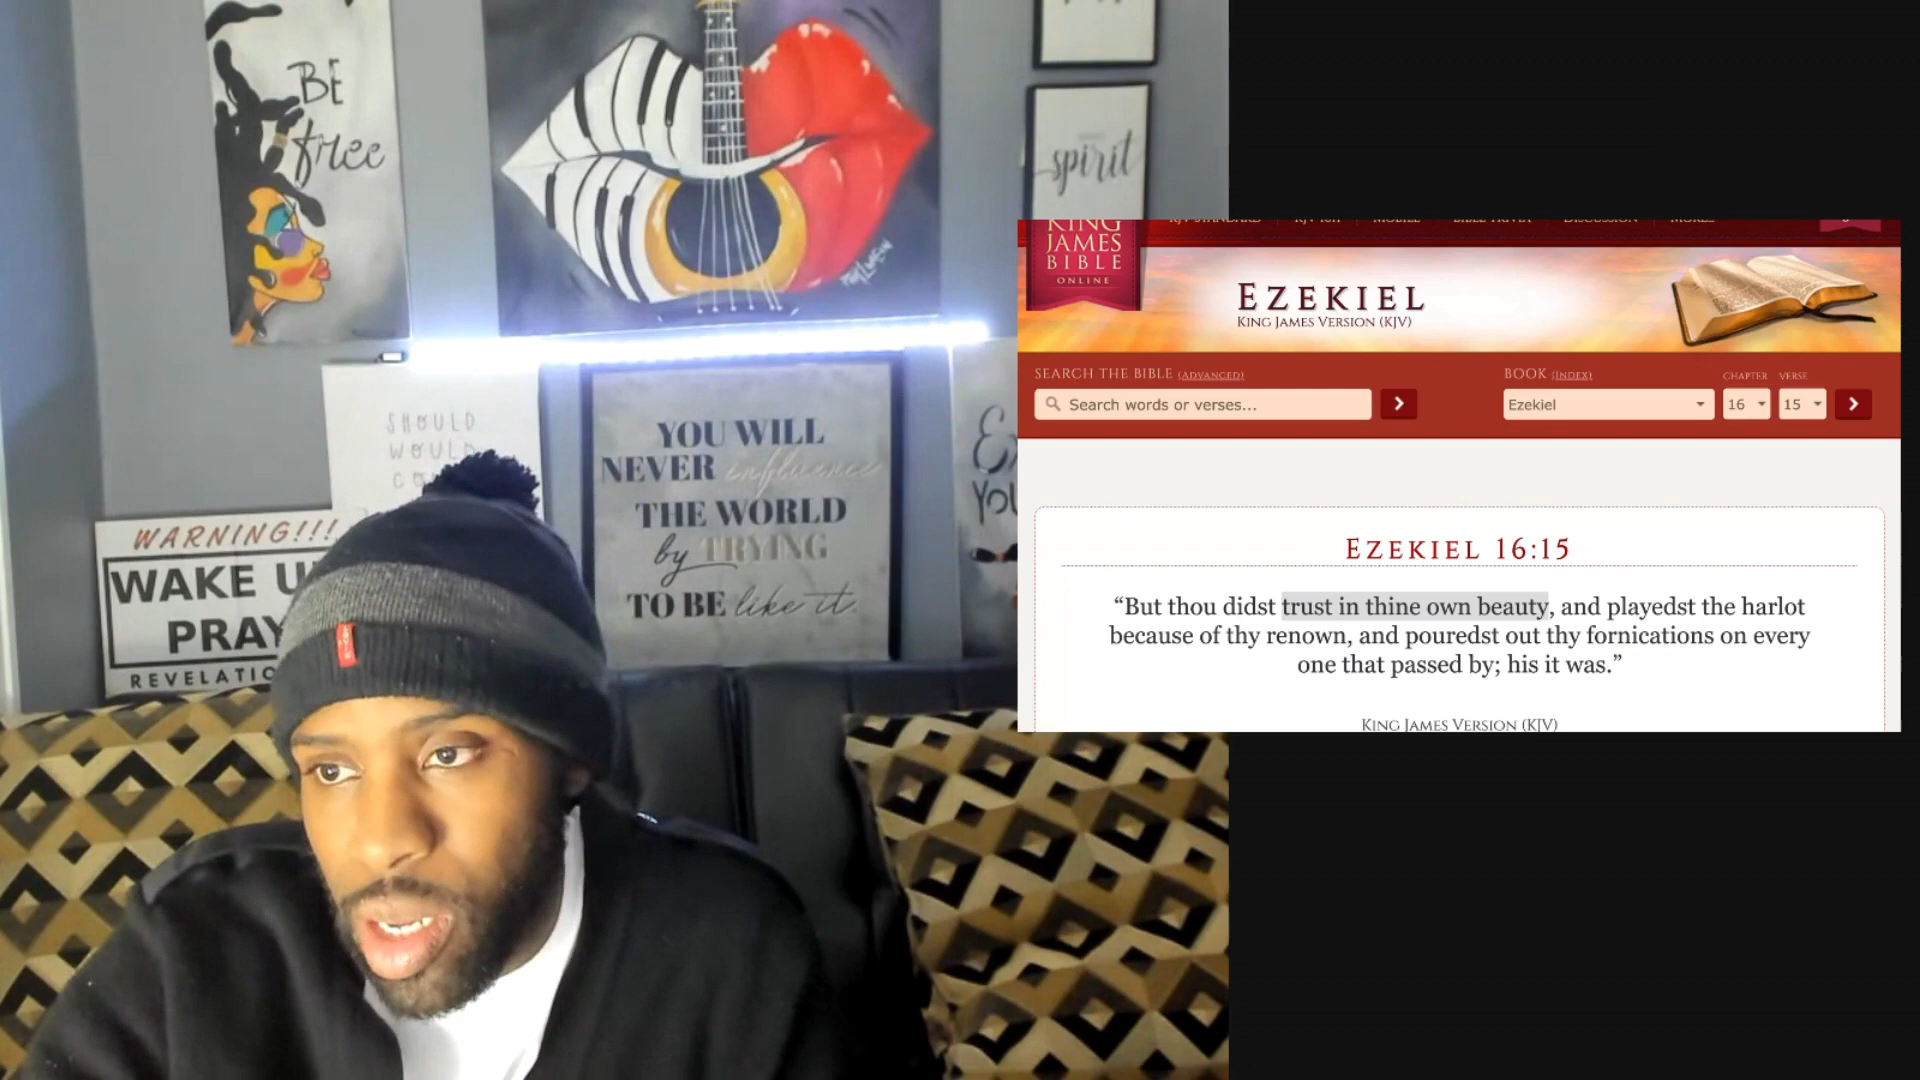 BE
free
spirit
SHOULD
WOULD
YOU WILL
NEVER influence
THE WORLD
by TRYING
TO BE like it.
WARNING!!!
WAKE
PRAY
KING
JAMES
BIBLE
ONLINE
EZEKIEL
KING JAMES VERSION (KJV)
SEARCH THE BIBLE (ADVANCED)
Search words or verses...
BOOK (INDEX)
CHAPTER VERSE
Ezekiel
16
15
EZEKIEL 16:15
“But thou didst trust in thine own beauty, and playedst the harlot
because of thy renown, and pouredst out thy fornications on every
one that passed by; his it was.”
KING JAMES VERSION (KJV)